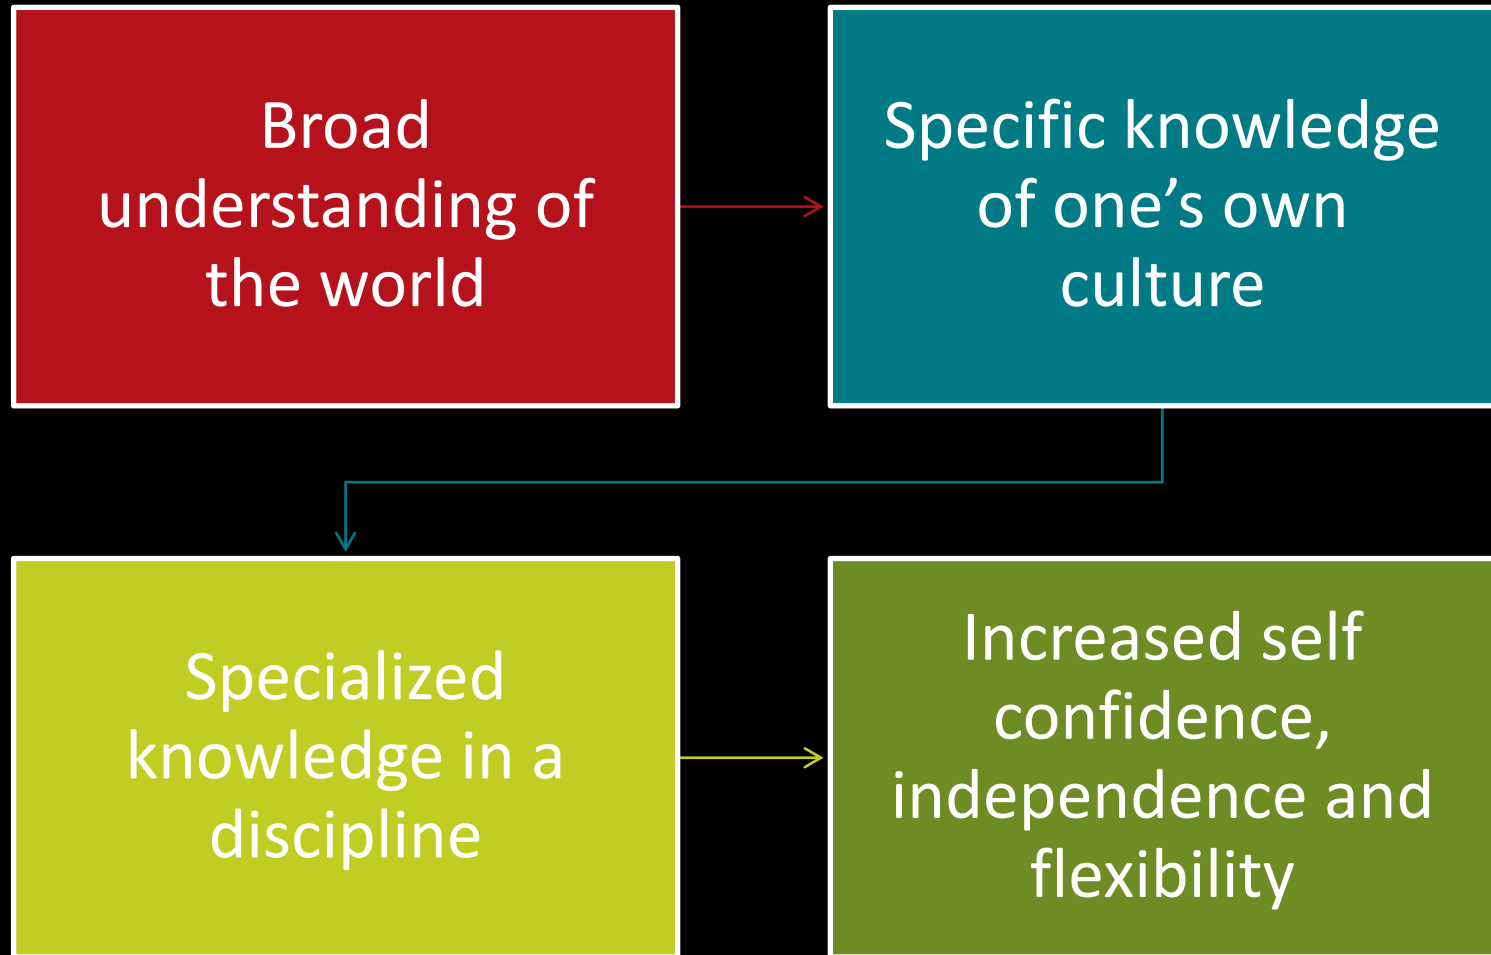 Broad
understanding of
the world
Specific knowledge
of one’s own
culture
Specialized
knowledge in a
discipline
Increased self
confidence,
independence and
flexibility